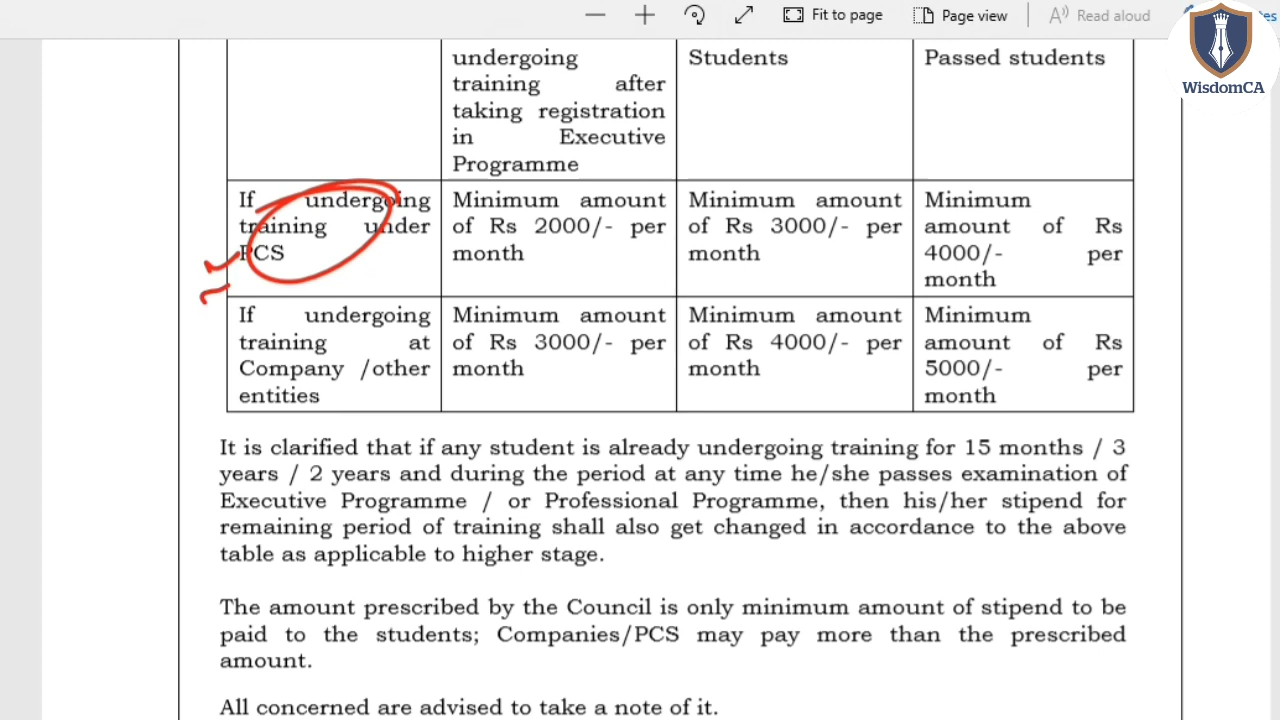 Fit to page
Page view
Read aloud
tes
WisdomCA
undergoing
training after
taking registration
in Executive
Programme
Students
Passed students
If undergoing
training under
PCS
Minimum amount
of Rs 2000/- per
month
Minimum amount
of Rs 3000/- per
month
Minimum
amount of Rs
4000/- per
month
If undergoing
training at
Company /other
entities
Minimum amount
of Rs 3000/- per
month
Minimum amount
of Rs 4000/- per
month
Minimum
amount of Rs
5000/- per
month
It is clarified that if any student is already undergoing training for 15 months / 3
years / 2 years and during the period at any time he/she passes examination of
Executive Programme / or Professional Programme, then his/her stipend for
remaining period of training shall also get changed in accordance to the above
table as applicable to higher stage.
The amount prescribed by the Council is only minimum amount of stipend to be
paid to the students; Companies/PCS may pay more than the prescribed
amount.
All concerned are advised to take a note of it.